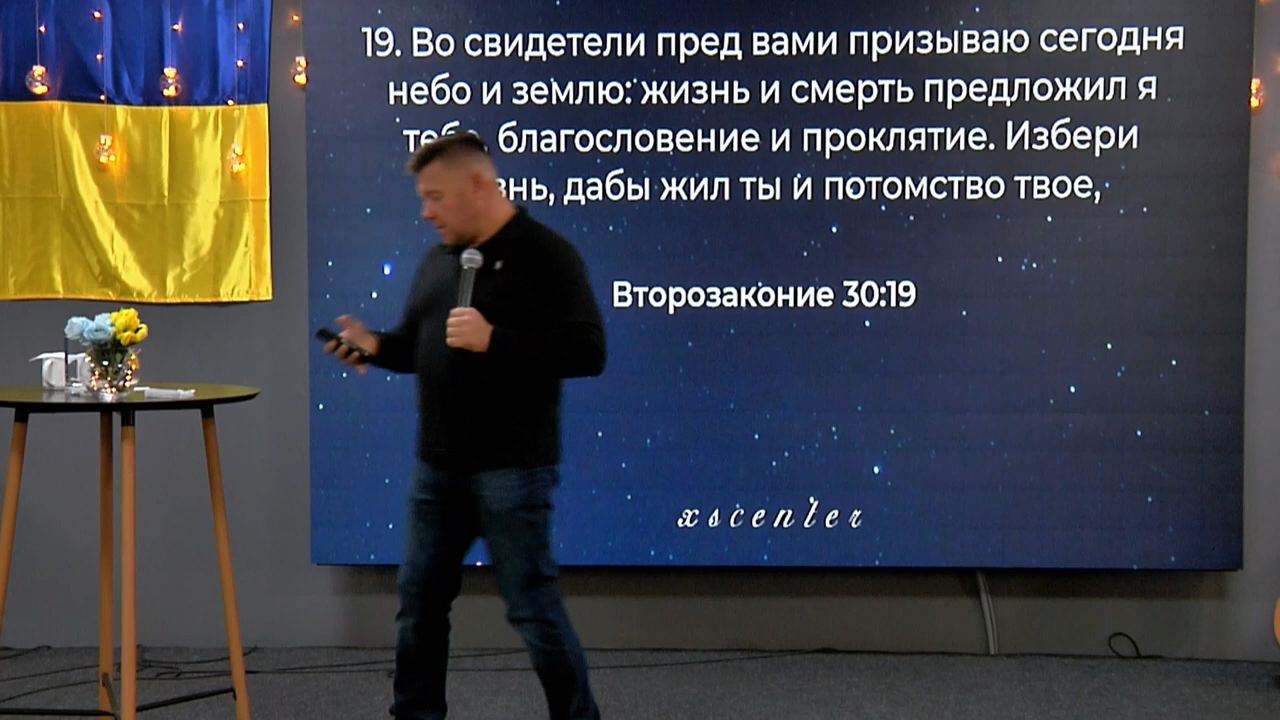 19. Во свидетели пред вами призываю сегодня
небо и землю: жизнь и смерть предложил я
благословение и проклятие. Избери
дабы жил ты и потомство твое,
Второзаконие 30:19
xscenter